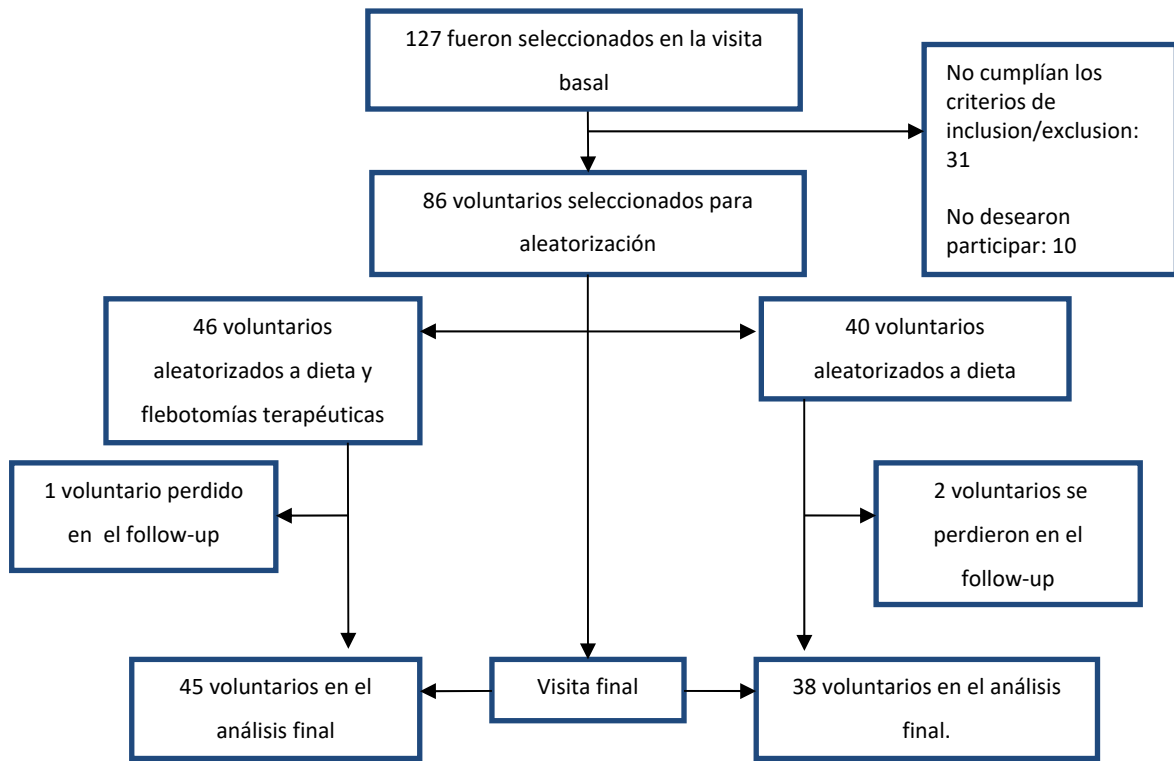 127 fueron seleccionados en la visita
basal
No cumplían los
criterios de
inclusion/exclusion:
31
No desearon
participar: 10
86 voluntarios seleccionados para
aleatorización
46 voluntarios
aleatorizados a dieta y
flebotomías terapéuticas
40 voluntarios
aleatorizados a dieta
1 voluntario perdido
en el follow-up
2 voluntarios se
perdieron en el
follow-up
45 voluntarios en el
análisis final
Visita final
38 voluntarios en el análisis
final.